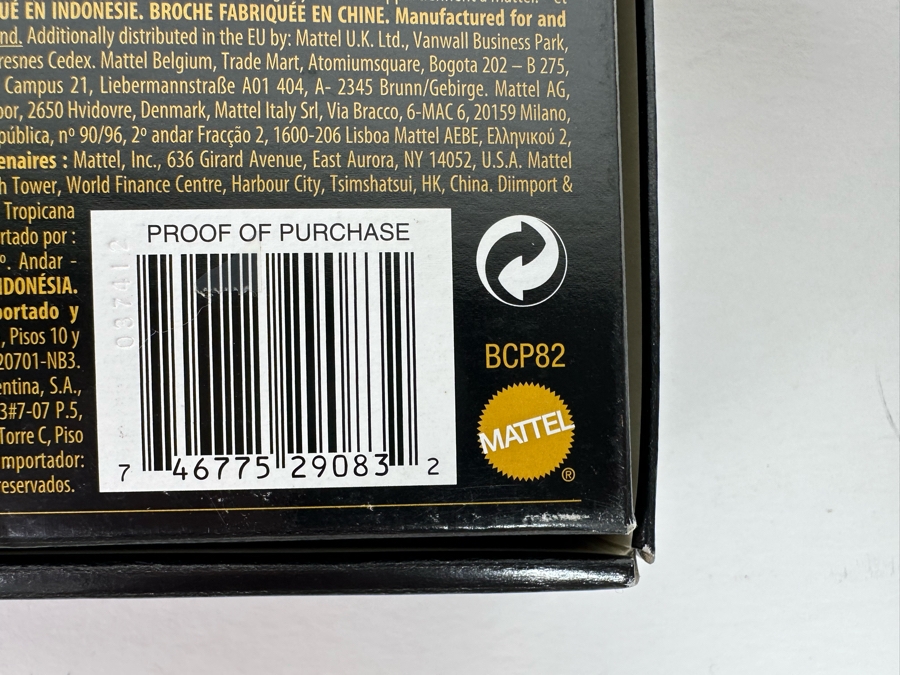 UÉ EN INDONÉSIE. BROCHE FABRIQUÉE EN CHINE. Manufactured for and
nd. Additionally distributed in the EU by: Mattel U.K. Ltd., Vanwall Business Park,
resnes Cedex. Mattel Belgium, Trade Mart, Atomiumsquare, Bogota 202 – B 275,
Campus 21, Liebermannstraße A01 404, A- 2345 Brunn/Gebirge. Mattel AG,
oor, 2650 Hvidovre, Denmark, Mattel Italy Srl, Via Bracco, 6-MAC 6, 20159 Milano,
pública, nº 90/96, 2º andar Fracção 2, 1600-206 Lisboa Mattel AEBE, Ελληνικού 2,
enaires : Mattel, Inc., 636 Girard Avenue, East Aurora, NY 14052, U.S.A. Mattel
h Tower, World Finance Centre, Harbour City, Tsimshatsui, HK, China. Diimport &
Tropicana
rtado por :
º. Andar -
NDONÉSIA.
portado y
, Pisos 10 y
20701-NB3.
entina, S.A.,
3#7-07 P.5,
Torre C, Piso
mportador:
reservados.
PROOF OF PURCHASE
7 46775 29083 2
BCP82
MATTEL
®